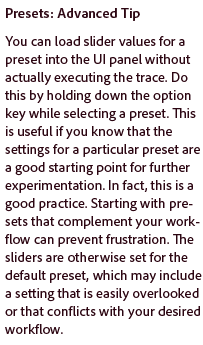 Presets: Advanced Tip
You can load slider values for a
preset into the UI panel without
actually executing the trace. Do
this by holding down the option
key while selecting a preset. This
is useful if you know that the
settings for a particular preset are
a good starting point for further
experimentation. In fact, this is a
good practice. Starting with pre-
sets that complement your work-
flow can prevent frustration. The
sliders are otherwise set for the
default preset, which may include
a setting that is easily overlooked
or that conflicts with your desired
workflow.